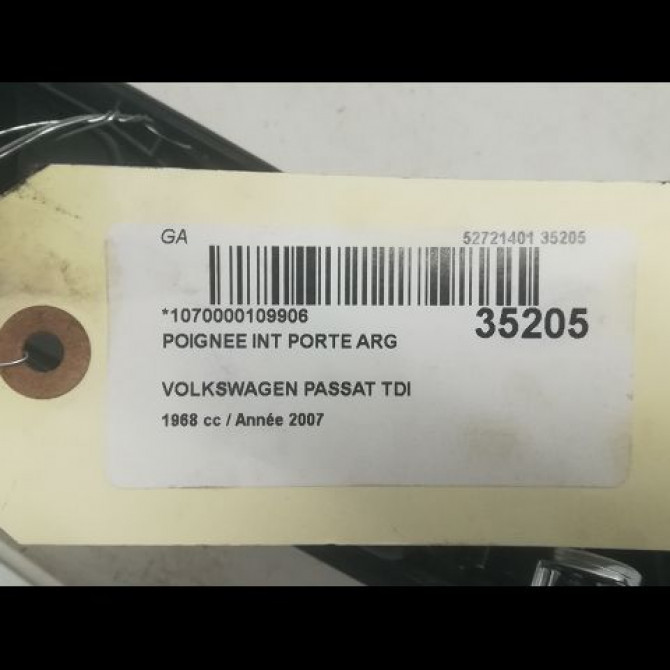 GA 52721401 35205
*1070000109906 35205
POIGNEE INT PORTE ARG
VOLKSWAGEN PASSAT TDI
1968 cc / Année 2007